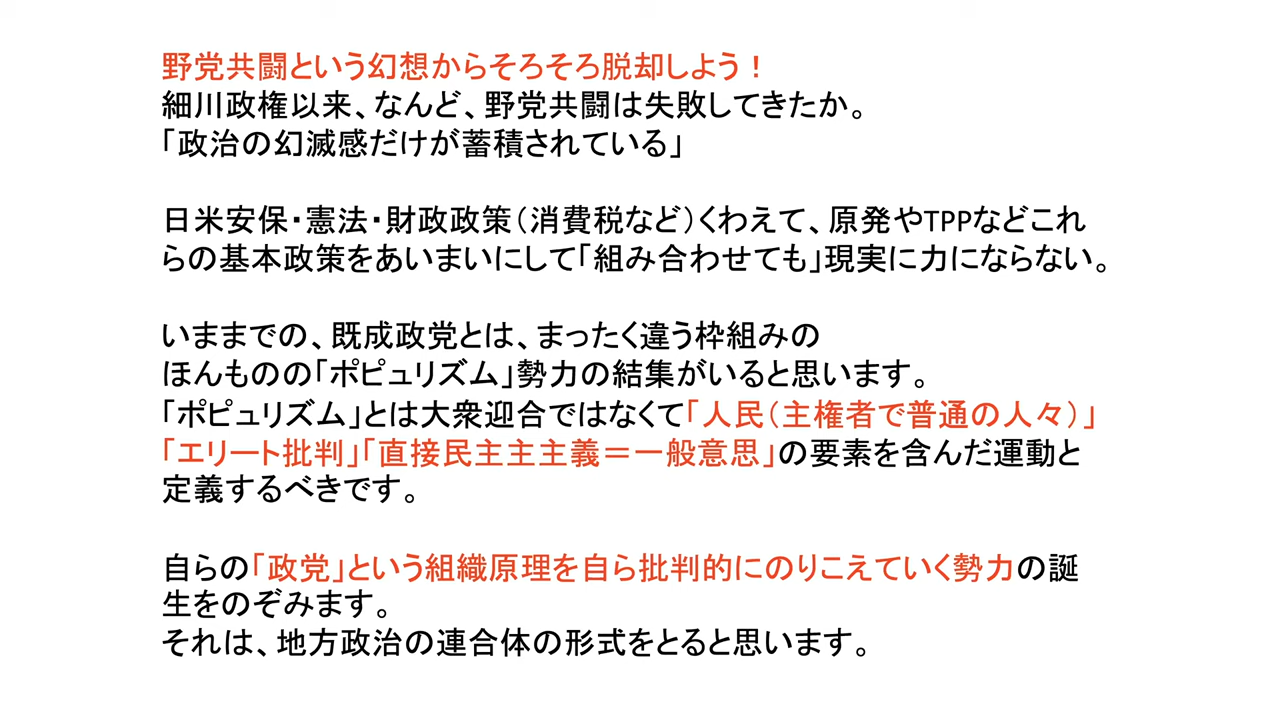 野党共闘という幻想からそろそろ脱却しよう！
細川政権以来、なんど、野党共闘は失敗してきたか。
「政治の幻滅感だけが蓄積されている」
日米安保・憲法・財政政策（消費税など）くわえて、原発やTPPなどこれ
らの基本政策をあいまいにして「組み合わせても」現実に力にならない。
いままでの、既成政党とは、まったく違う枠組みの
ほんものの「ポピュリズム」勢力の結集がいると思います。
「ポピュリズム」とは大衆迎合ではなくて「人民（主権者で普通の人々）」
「エリート批判」「直接民主主主義＝一般意思」の要素を含んだ運動と
定義するべきです。
自らの「政党」という組織原理を自ら批判的にのりこえていく勢力の誕
生をのぞみます。
それは、地方政治の連合体の形式をとると思います。